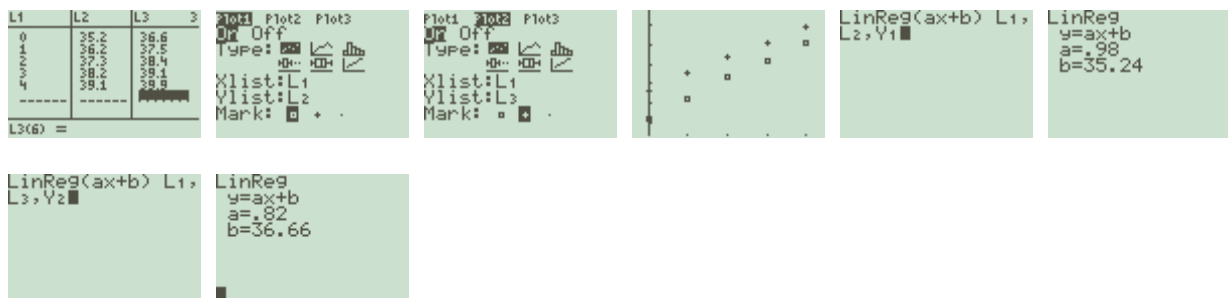 L1 L2 L3 3
0 35.2 36.6
1 36.2 37.5
2 37.3 38.4
3 38.2 39.1
4 39.1 39.9
L3(6) =
Plot1 Plot2 Plot3
On Off
Type:
Xlist:L1
Ylist:L2
Mark:
Plot1 Plot2 Plot3
On Off
Type:
Xlist:L1
Ylist:L3
Mark:
LinReg(ax+b) L1,
L2,Y1
LinReg
y=ax+b
a=.98
b=35.24
LinReg(ax+b) L1,
L3,Y2
LinReg
y=ax+b
a=.82
b=36.66